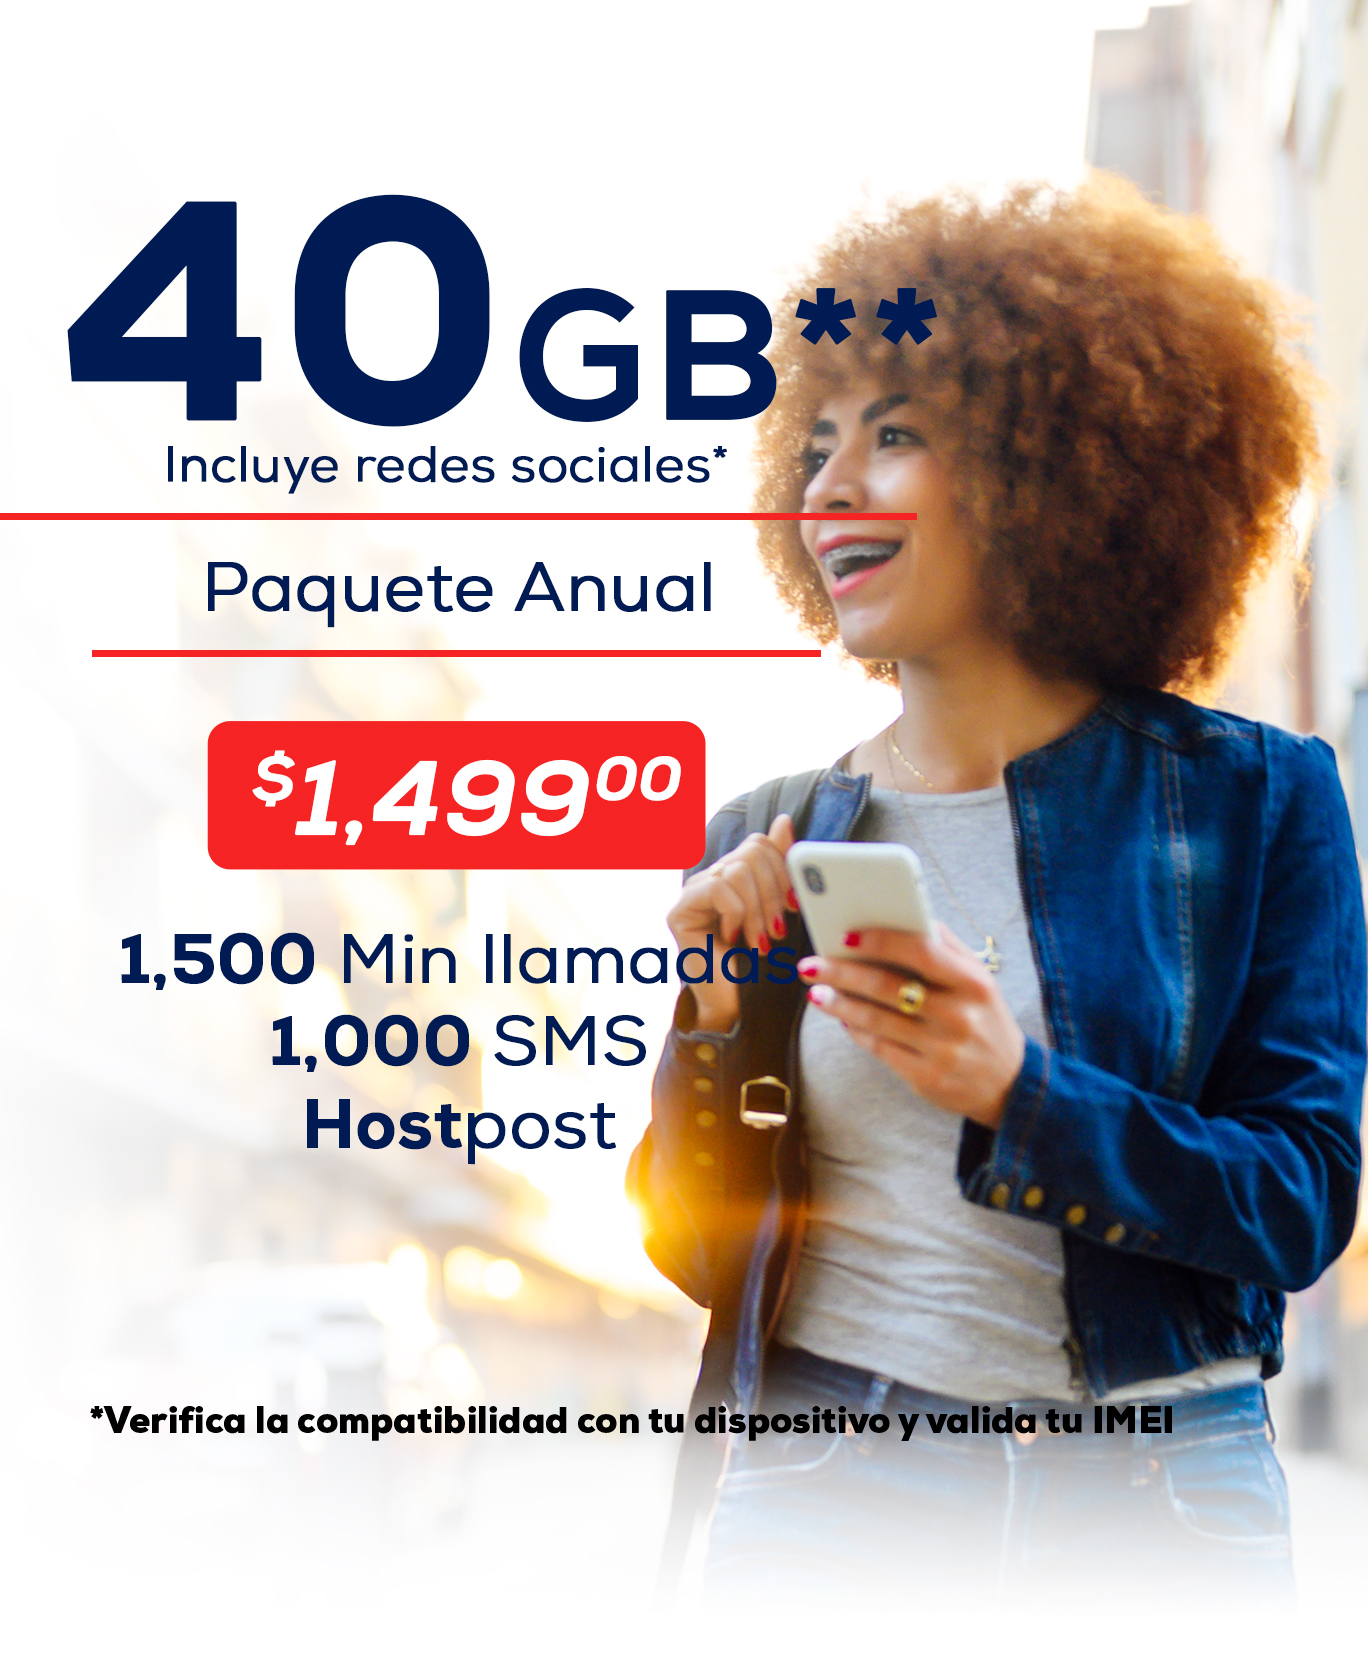 40GB**
Incluye redes sociales*
Paquete Anual
$1,49900
1,500 Min llamadas
1,000 SMS
Hostpost
*Verifica la compatibilidad con tu dispositivo y valida tu IMEI